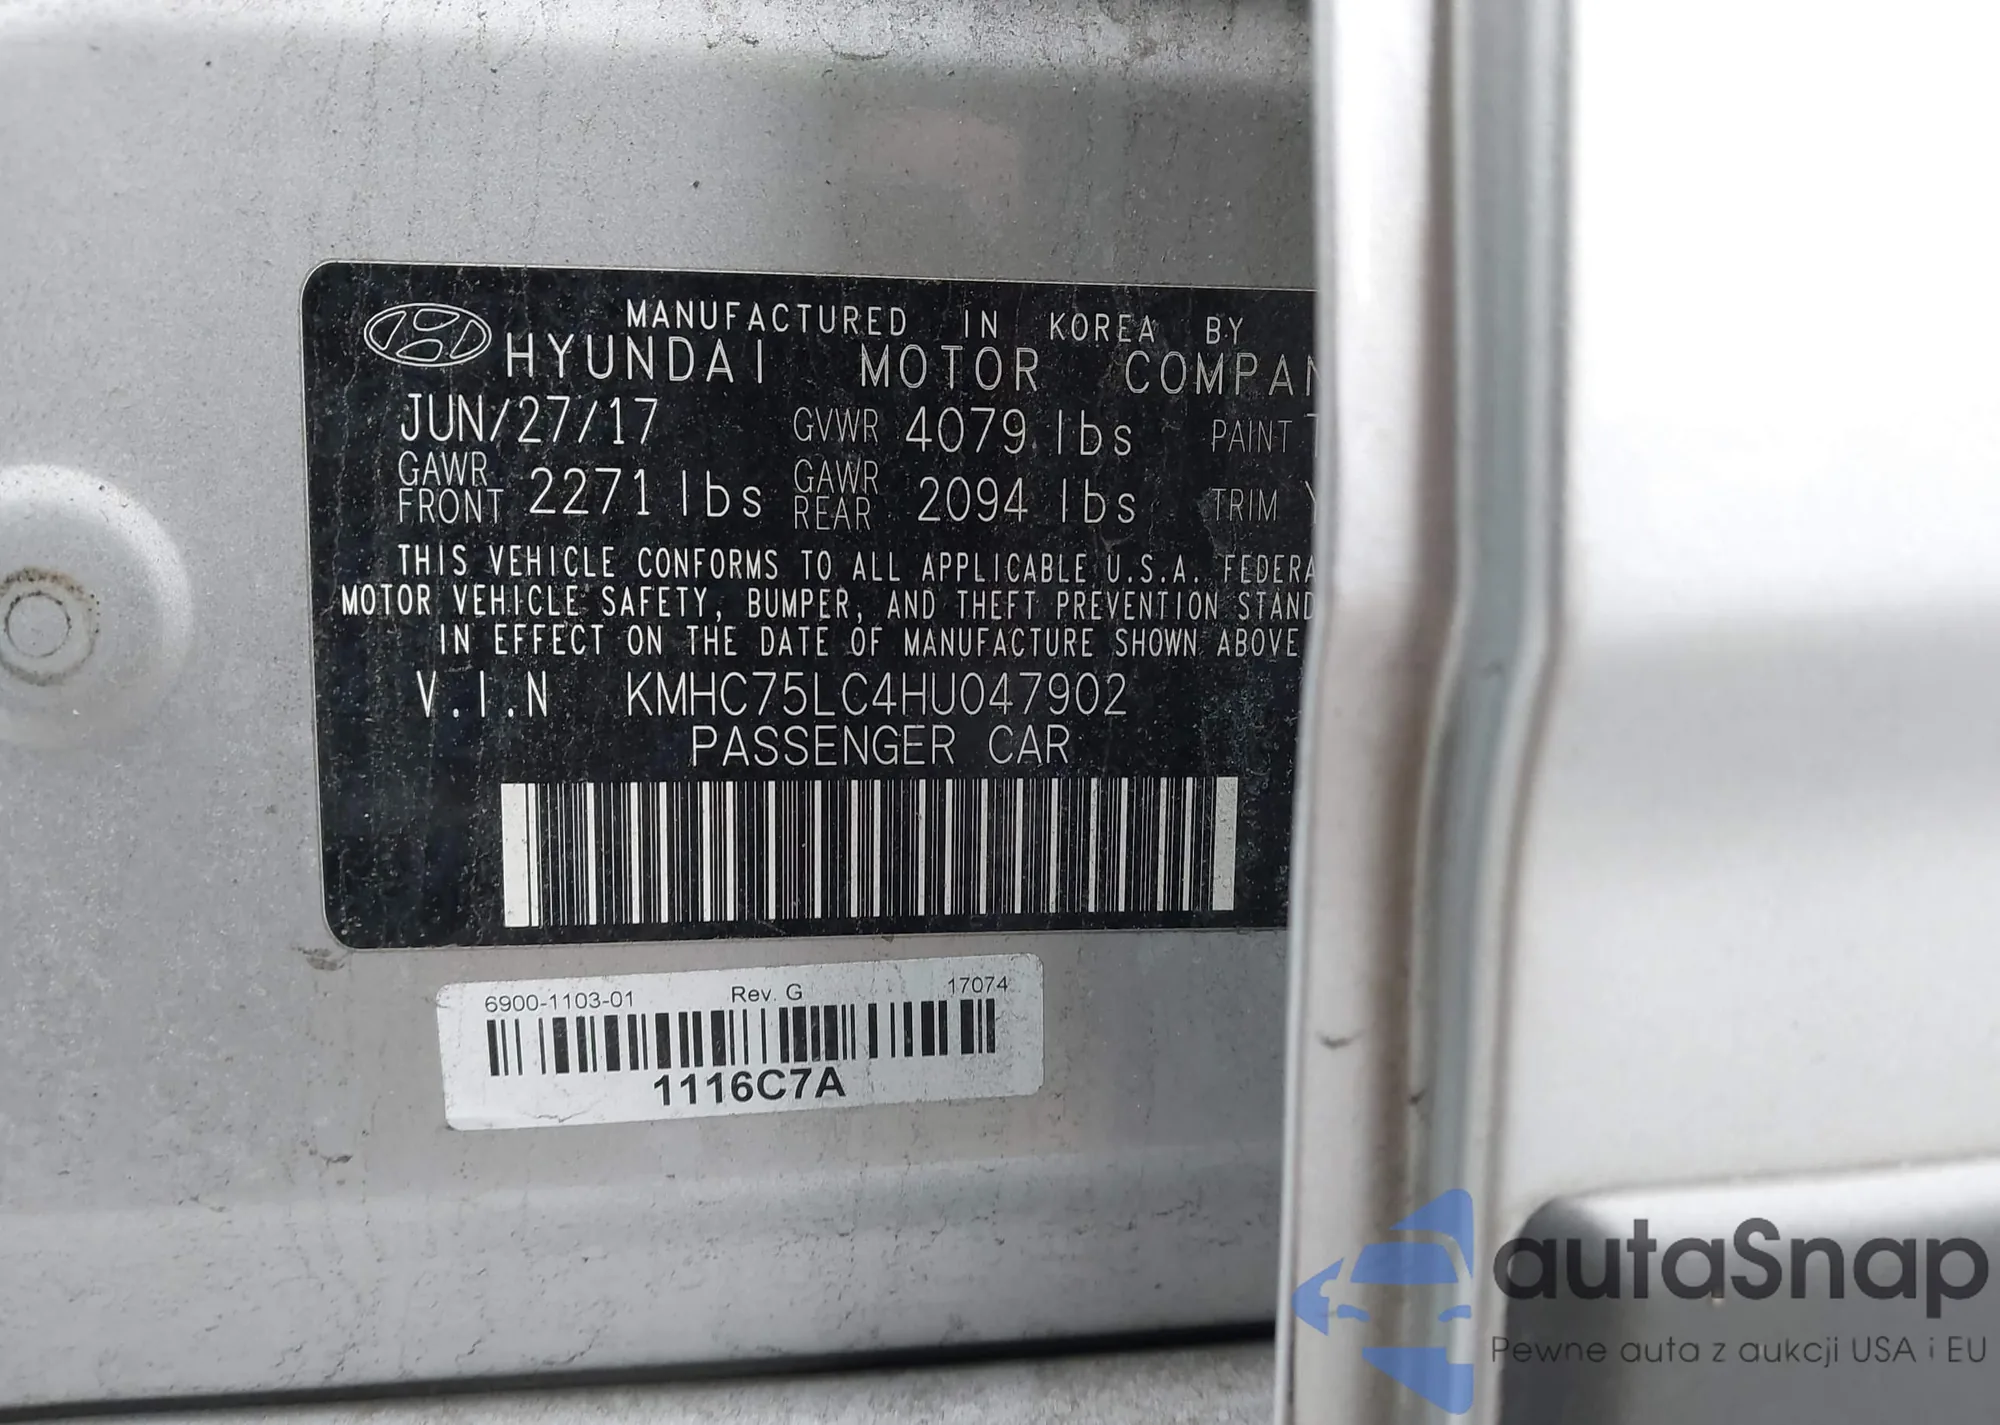 MANUFACTURED IN KOREA BY
HYUNDAI MOTOR COMPAN
JUN/27/17 GVWR 4079 lbs PAINT
GAWR FRONT 2271 lbs GAWR REAR 2094 lbs TRIM Y
THIS VEHICLE CONFORMS TO ALL APPLICABLE U.S.A. FEDERA
MOTOR VEHICLE SAFETY, BUMPER, AND THEFT PREVENTION STAND
IN EFFECT ON THE DATE OF MANUFACTURE SHOWN ABOVE
V.I.N KMHC75LC4HU047902
PASSENGER CAR
6900-1103-01 Rev. G 17074
1116C7A
autaSnap
Pewne auta z aukcji USA i EU